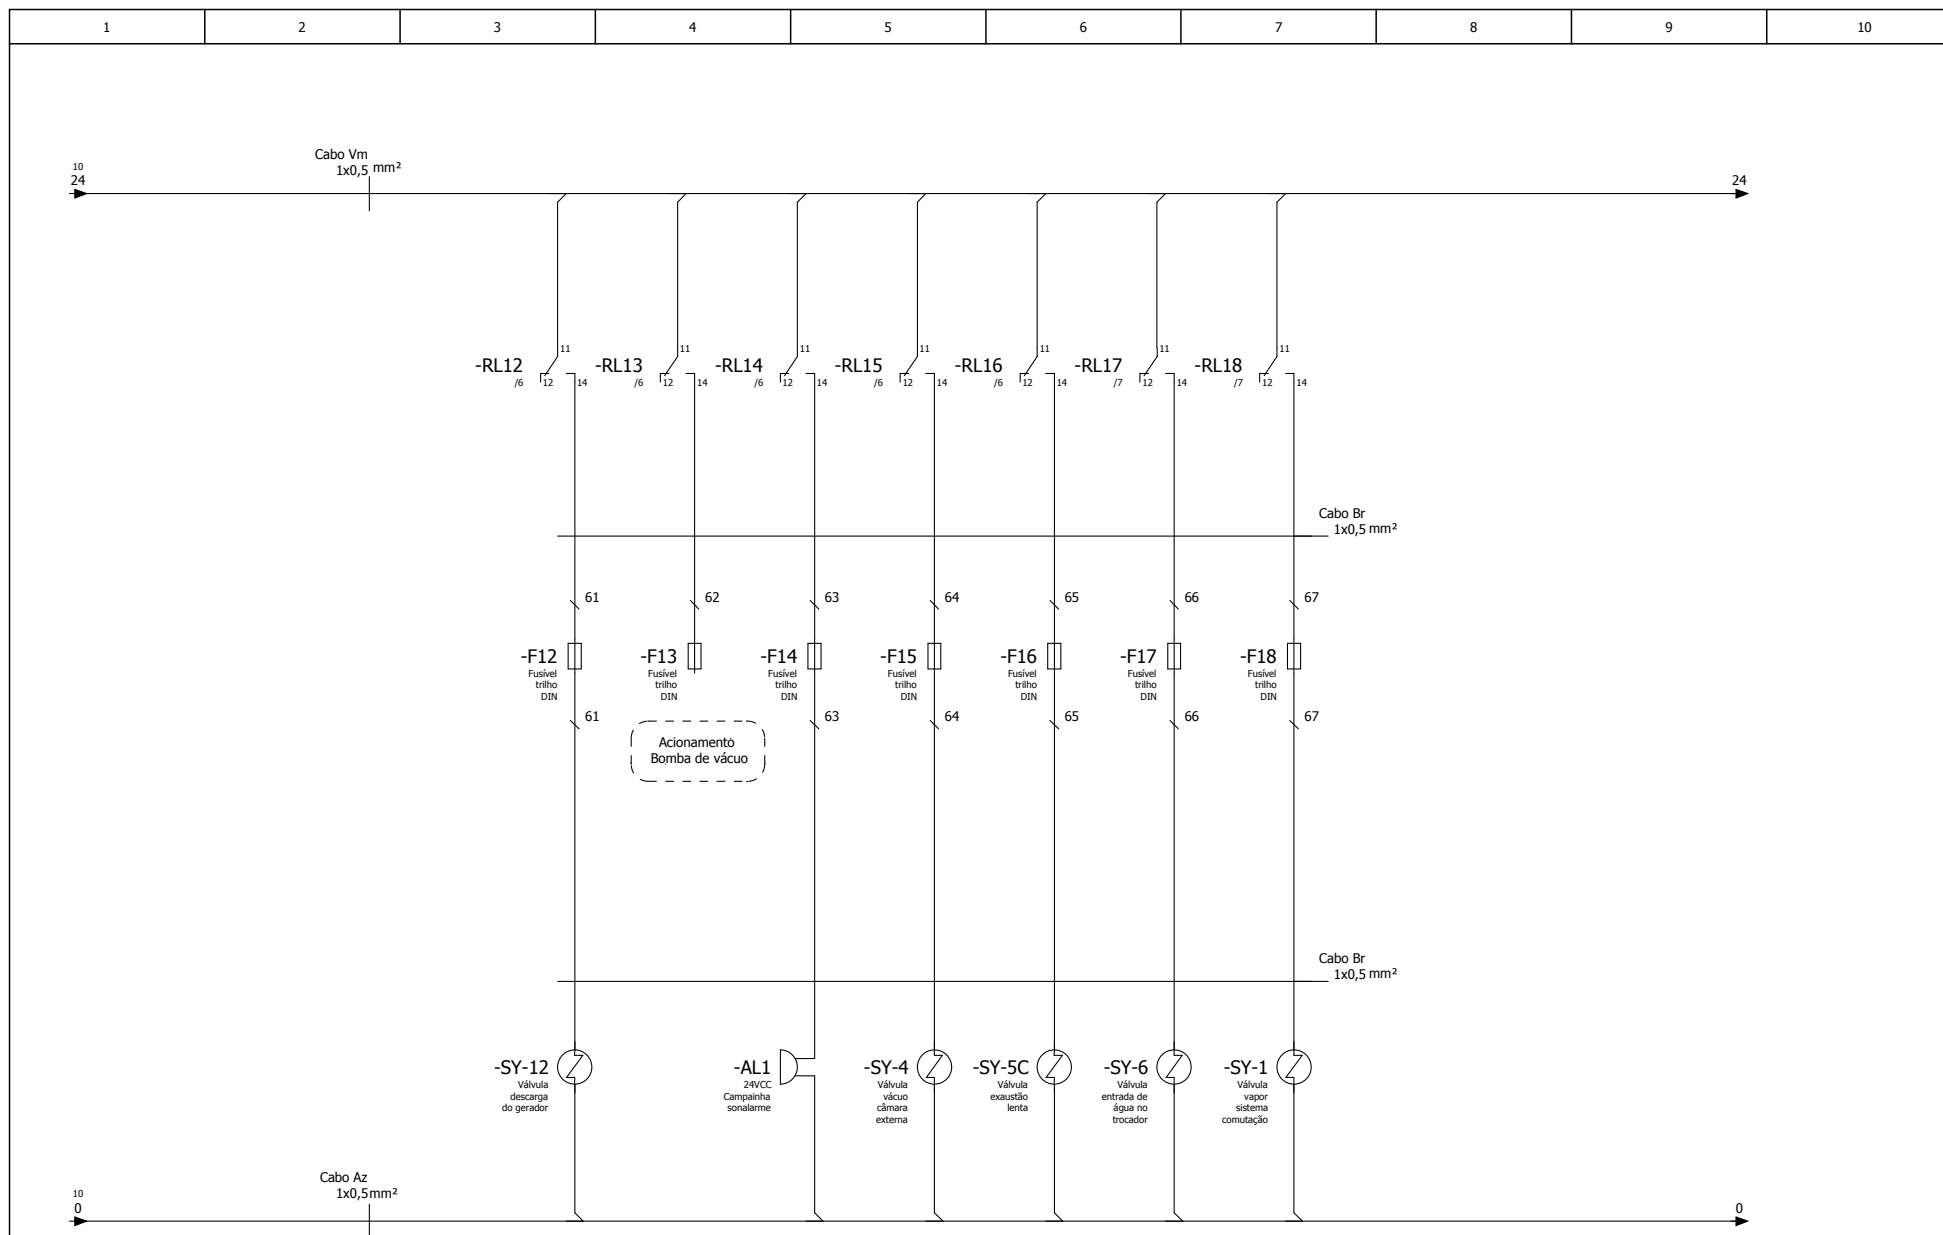 1 2 3 4 5 6 7 8 9 10
Cabo Vm
1x0,5 mm²
10
24
24
-RL12
/6
11
12
14
-RL13
/6
11
12
14
-RL14
/6
11
12
14
-RL15
/6
11
12
14
-RL16
/6
11
12
14
-RL17
/7
11
12
14
-RL18
/7
11
12
14
Cabo Br
1x0,5 mm²
61 62 63 64 65 66 67
-F12
Fusível
trilho
DIN
-F13
Fusível
trilho
DIN
-F14
Fusível
trilho
DIN
-F15
Fusível
trilho
DIN
-F16
Fusível
trilho
DIN
-F17
Fusível
trilho
DIN
-F18
Fusível
trilho
DIN
61 63 64 65 66 67
Acionamento
Bomba de vácuo
Cabo Br
1x0,5 mm²
-SY-12
Válvula
descarga
do gerador
-AL1
24VCC
Campainha
sonalarme
-SY-4
Válvula
vácuo
câmara
externa
-SY-5C
Válvula
exaustão
lenta
-SY-6
Válvula
entrada de
água no
trocador
-SY-1
Válvula
vapor
sistema
comutação
Cabo Az
1x0,5mm²
10
0
0